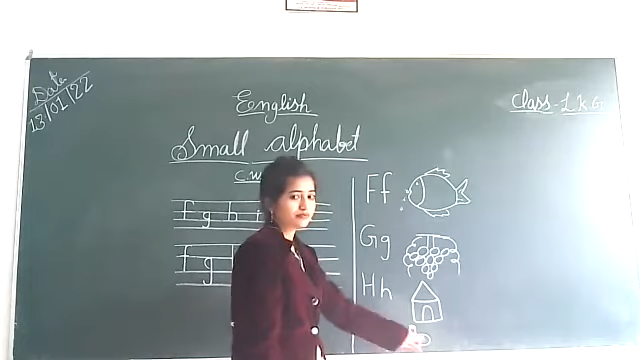 Date
13/01/22
English
Class - L.K.G
Small alphabet
C.W
f g h i
f g
Ff
Gg
Hh